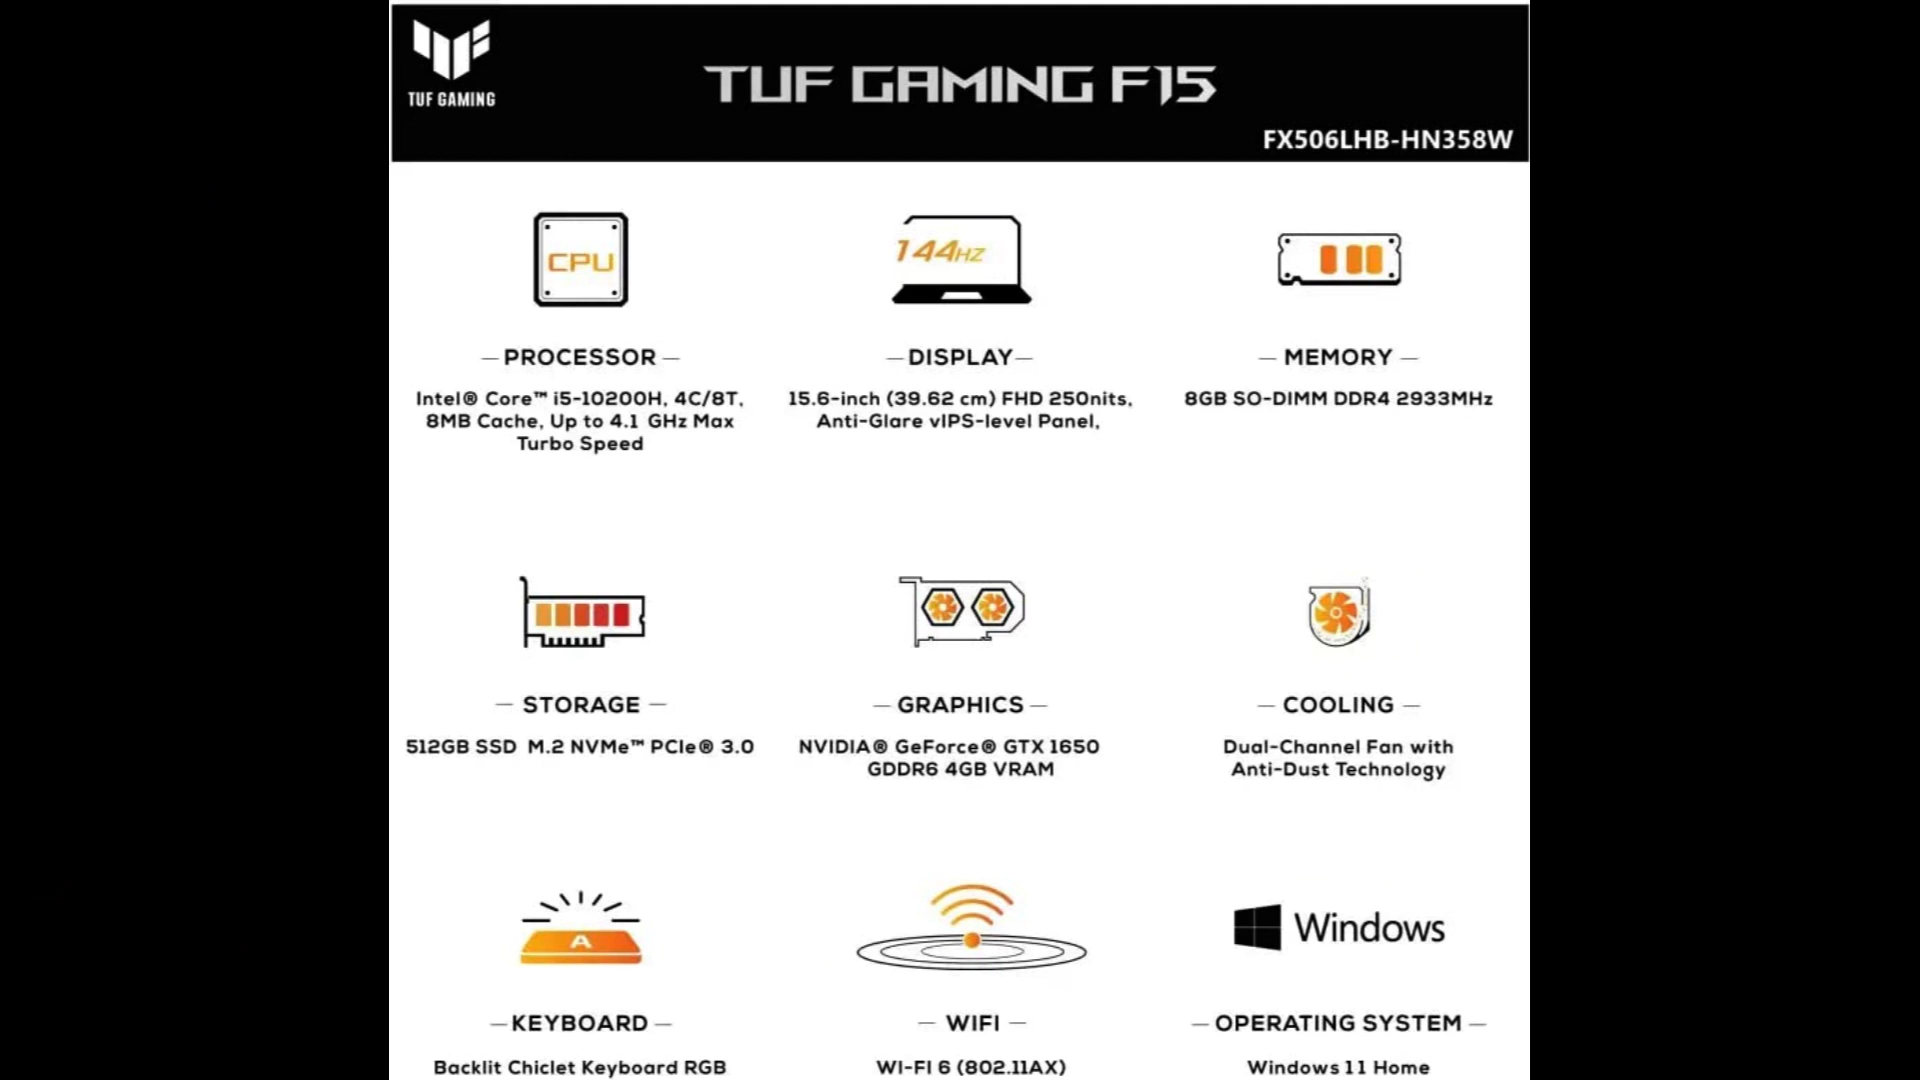 TUF GAMING
TUF GAMING F15
FX506LHB-HN358W
CPU
144HZ
— PROCESSOR —
Intel® Core™ i5-10200H, 4C/8T,
8MB Cache, Up to 4.1 GHz Max
Turbo Speed
— DISPLAY —
15.6-inch (39.62 cm) FHD 250nits,
Anti-Glare vIPS-level Panel,
— MEMORY —
8GB SO-DIMM DDR4 2933MHz
— STORAGE —
512GB SSD M.2 NVMe™ PCIe® 3.0
— GRAPHICS —
NVIDIA® GeForce® GTX 1650
GDDR6 4GB VRAM
— COOLING —
Dual-Channel Fan with
Anti-Dust Technology
A
Windows
— KEYBOARD —
Backlit Chiclet Keyboard RGB
— WIFI —
WI-FI 6 (802.11AX)
— OPERATING SYSTEM —
Windows 11 Home